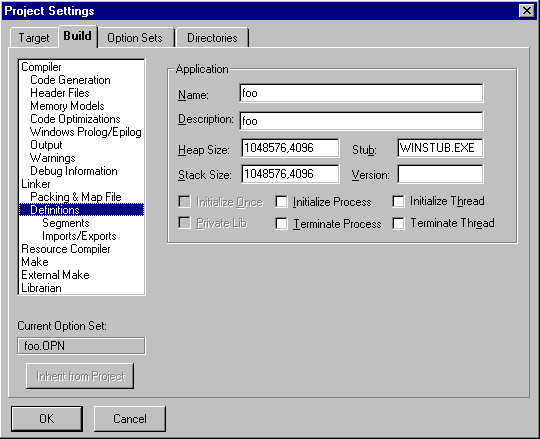 Project Settings
Target Build Option Sets Directories
Compiler
Code Generation
Header Files
Memory Models
Code Optimizations
Windows Prolog/Epilog
Output
Warnings
Debug Information
Linker
Packing & Map File
Definitions
Segments
Imports/Exports
Resource Compiler
Make
External Make
Librarian
Current Option Set:
foo.OPN
Inherit from Project
Application
Name: foo
Description: foo
Heap Size: 1048576,4096 Stub: WINSTUB.EXE
Stack Size: 1048576,4096 Version:
Initialize Once Initialize Process Initialize Thread
Private Lib Terminate Process Terminate Thread
OK Cancel